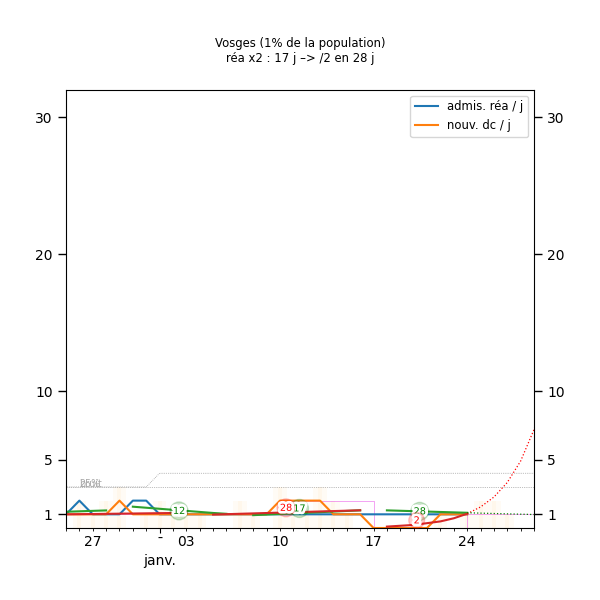 Vosges (1% de la population)
réa x2 : 17 j –> /2 en 28 j
admis. réa / j
nouv. dc / j
30 30
20 20
10 10
5 5
12 28 17 28
1 2 1
27 03 10 17 24
janv.